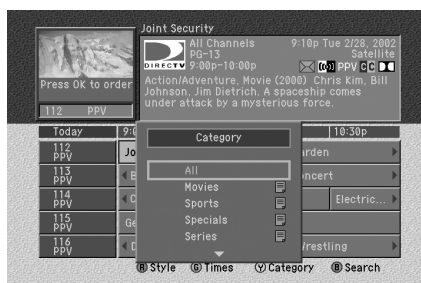 Joint Security
All Channels 9:10p Tue 2/28, 2002
PG-13 Satellite
DIRECTV 9:00p-10:00p PPV CC
Press OK to order
Action/Adventure, Movie (2000) Chris Kim, Bill
Johnson, Jim Dietrich. A spaceship comes
under attack by a mysterious force.
112 PPV
Today 9:0 10:30p
Category
112 PPV Jo arden
All
113 PPV B ncert
Movies
114 PPV C Electric...
Sports
115 PPV Ge
Specials
116 PPV D Wrestling
Series
R Style G Times Y Category B Search